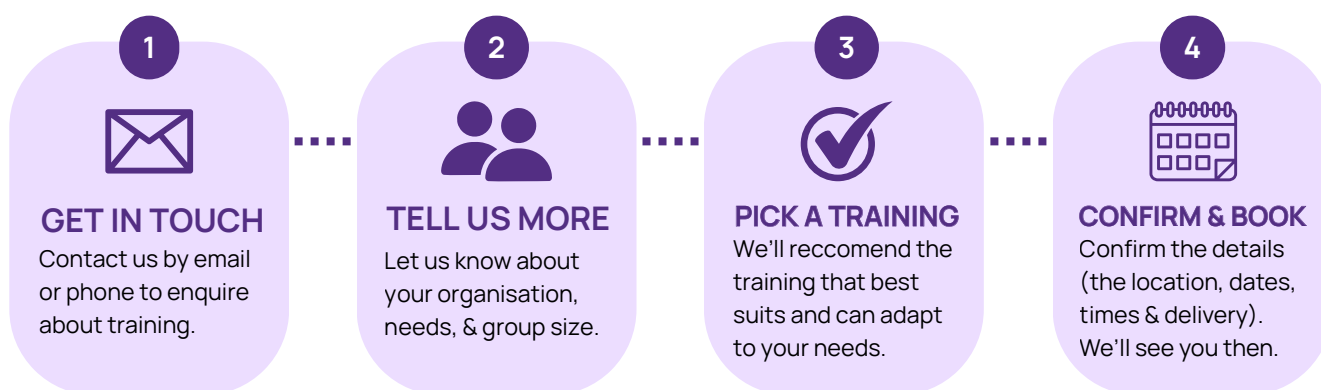 1
GET IN TOUCH
Contact us by email
or phone to enquire
about training.
2
TELL US MORE
Let us know about
your organisation,
needs, & group size.
3
PICK A TRAINING
We'll reccomend the
training that best
suits and can adapt
to your needs.
4
CONFIRM & BOOK
Confirm the details
(the location, dates,
times & delivery).
We'll see you then.